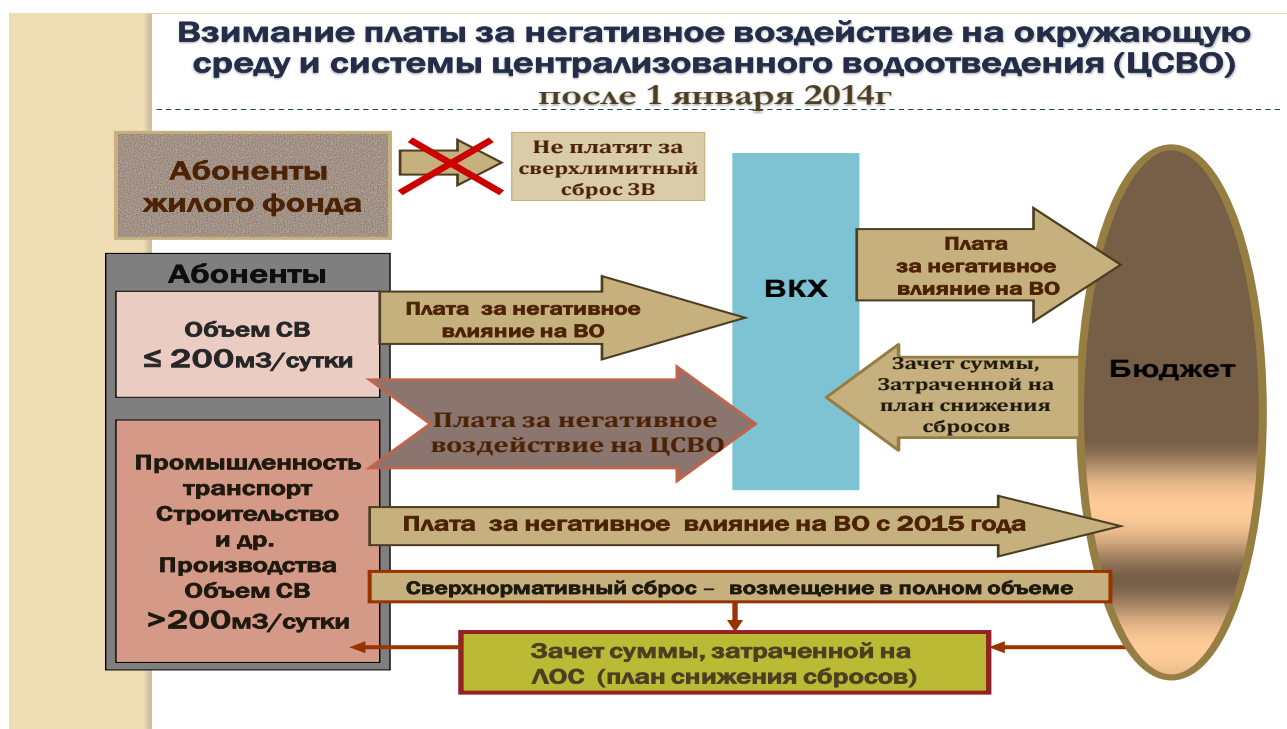 Взимание платы за негативное воздействие на окружающую
среду и системы централизованного водоотведения (ЦСВО)
после 1 января 2014г
Абоненты
жилого фонда
Не платят за
сверхлимитный
сброс ЗВ
Абоненты
Объем СВ
≤ 200м3/сутки
Плата за негативное
влияние на ВО
ВКХ
Плата
за негативное
влияние на ВО
Бюджет
Зачет суммы,
Затраченной на
план снижения
сбросов
Плата за негативное
воздействие на ЦСВО
Промышленность
транспорт
Строительство
и др.
Производства
Объем СВ
>200м3/сутки
Плата за негативное влияние на ВО с 2015 года
Сверхнормативный сброс – возмещение в полном объеме
Зачет суммы, затраченной на
ЛОС (план снижения сбросов)